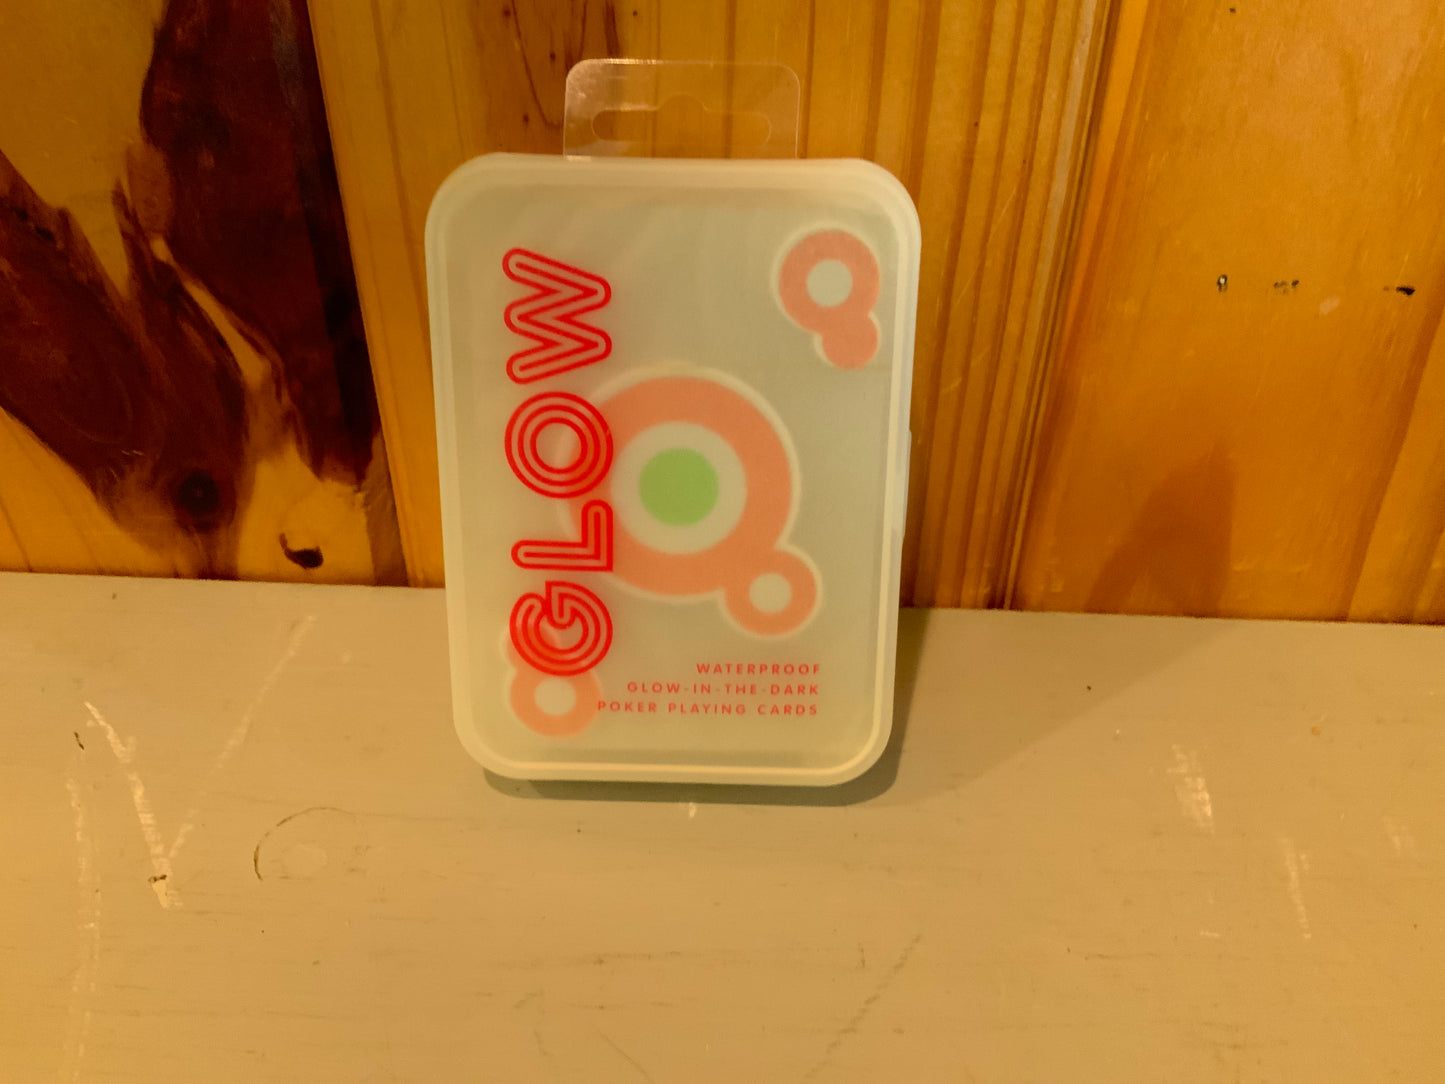 GLOW
WATERPROOF
GLOW-IN-THE-DARK
POKER PLAYING CARDS